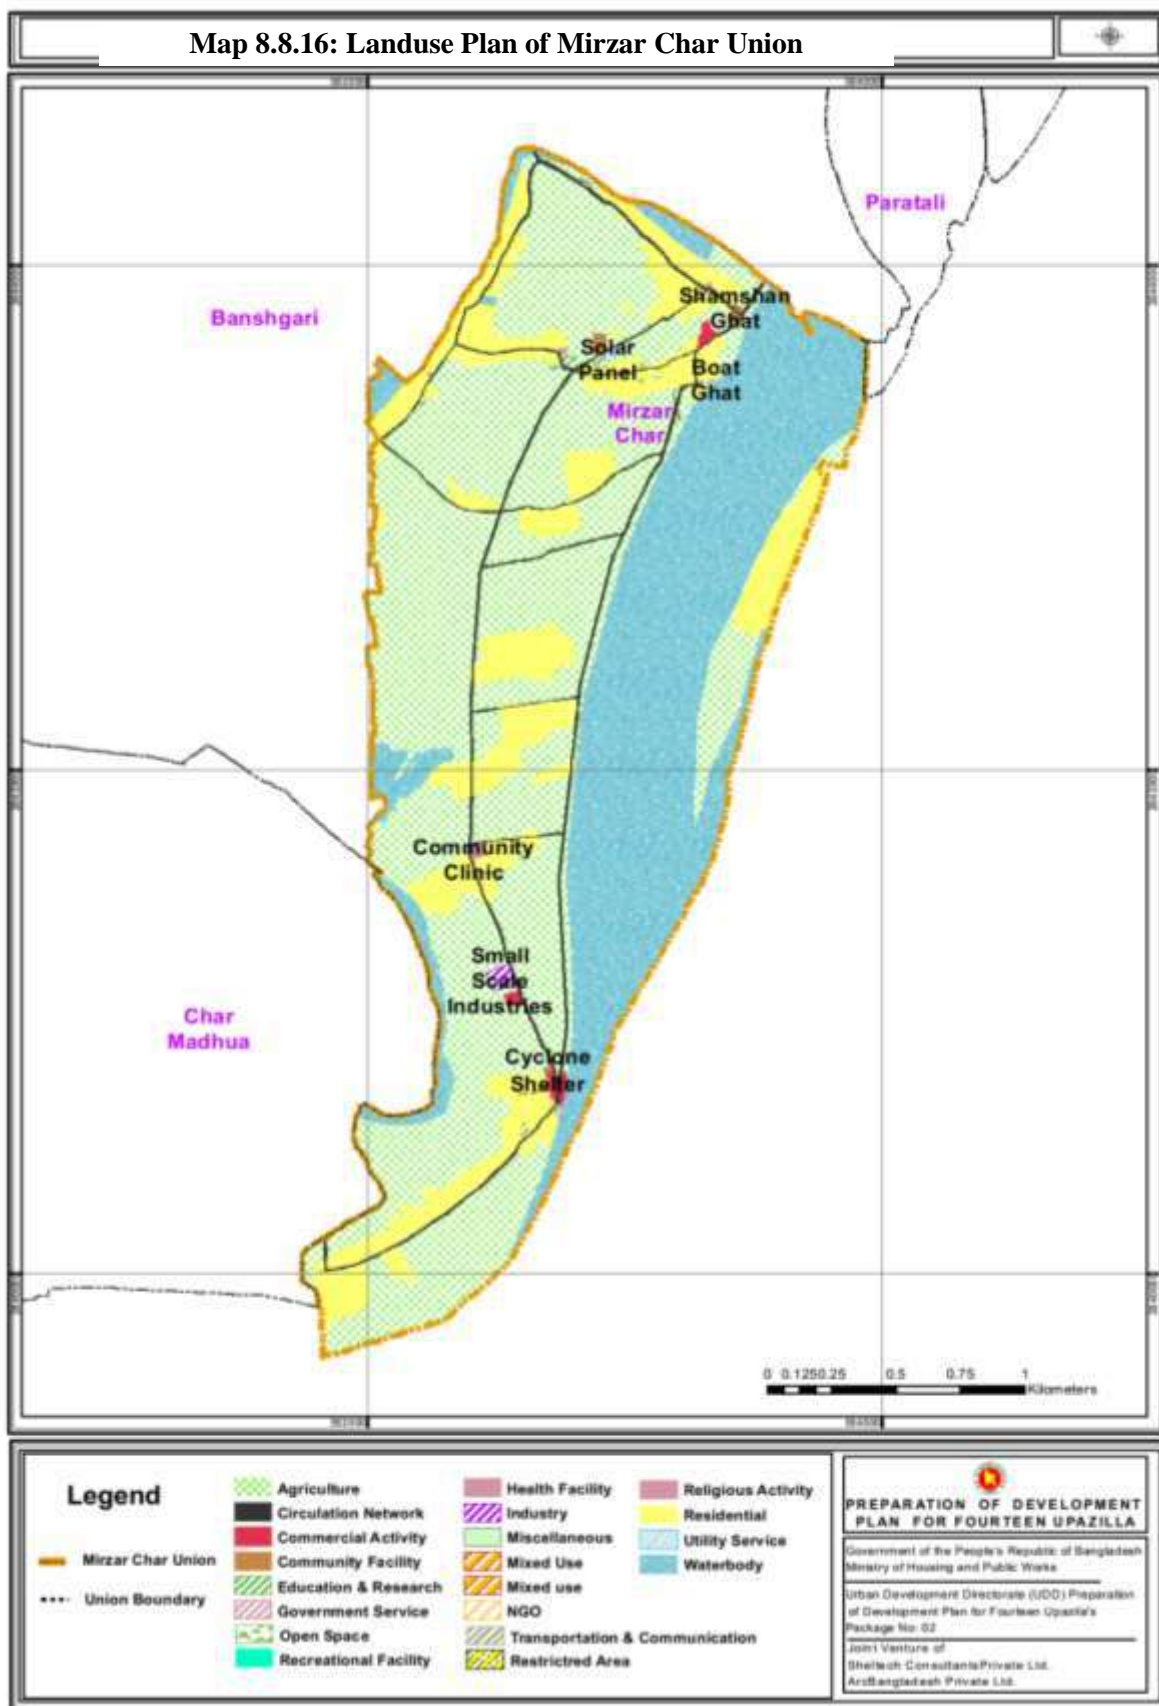 Map 8.8.16: Landuse Plan of Mirzar Char Union
Paratali
Banshgari
Shamshan
Ghat
Solar
Panel
Boat
Ghat
Mirzar
Char
Community
Clinic
Small
Scale
Industries
Char
Madhua
Cyclone
Shelter
0 0.1250.25 0.5 0.75 1
Kilometers
Legend
Mirzar Char Union
Union Boundary
Agriculture
Circulation Network
Commercial Activity
Community Facility
Education & Research
Government Service
Open Space
Recreational Facility
Health Facility
Industry
Miscellaneous
Mixed Use
Mixed use
NGO
Transportation & Communication
Restrictred Area
Religious Activity
Residential
Utility Service
Waterbody
PREPARATION OF DEVELOPMENT
PLAN FOR FOURTEEN UPAZILLA
Government of the People's Republic of Bangladesh
Ministry of Housing and Public Works
Urban Development Directorate (UDD) Preparation
of Development Plan for Fourteen Upazila's
Package No: 02
Joint Venture of
Sheltech ConsultantsPrivate Ltd.
ArcBangladesh Private Ltd.